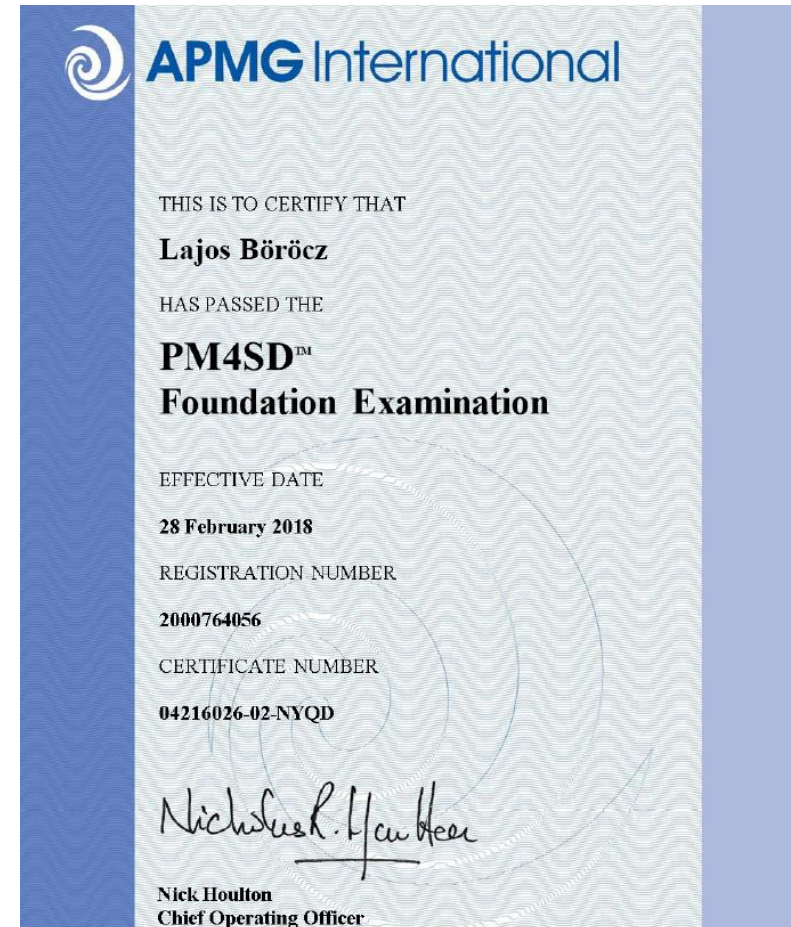 APMG International
THIS IS TO CERTIFY THAT
Lajos Böröcz
HAS PASSED THE
PM4SD™
Foundation Examination
EFFECTIVE DATE
28 February 2018
REGISTRATION NUMBER
2000764056
CERTIFICATE NUMBER
04216026-02-NYQD
Nick Houlton
Chief Operating Officer